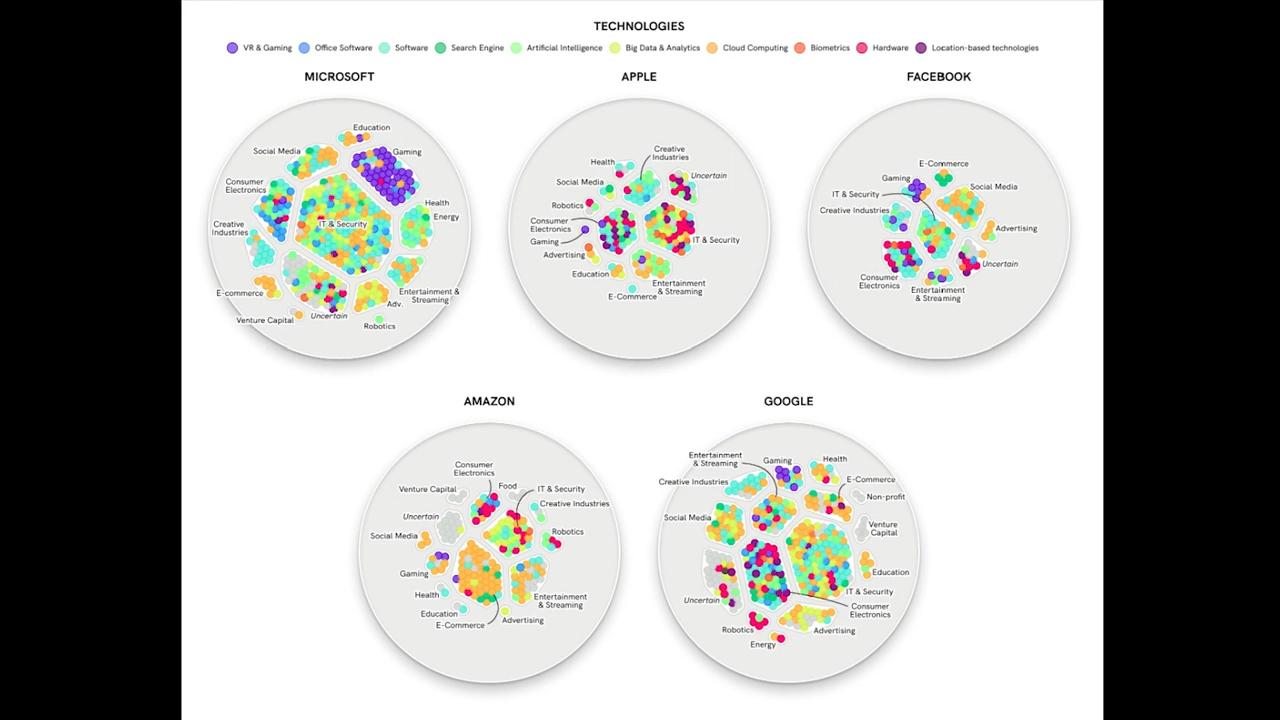 TECHNOLOGIES
VR & Gaming
Office Software
Software
Search Engine
Artificial Intelligence
Big Data & Analytics
Cloud Computing
Biometrics
Hardware
Location-based technologies
MICROSOFT
Education
Social Media
Gaming
Consumer
Electronics
Health
Energy
IT & Security
Creative
Industries
E-commerce
Entertainment &
Streaming
Adv.
Venture Capital
Uncertain
Robotics
APPLE
Creative
Industries
Health
Uncertain
Social Media
Robotics
Consumer
Electronics
Gaming
IT & Security
Advertising
Education
Entertainment
& Streaming
E-Commerce
FACEBOOK
E-Commerce
Gaming
Social Media
IT & Security
Creative Industries
Advertising
Uncertain
Consumer
Electronics
Entertainment
& Streaming
AMAZON
Consumer
Electronics
Venture Capital
Food
IT & Security
Creative Industries
Uncertain
Social Media
Robotics
Gaming
Health
Entertainment
& Streaming
Education
E-Commerce
Advertising
GOOGLE
Entertainment
& Streaming
Gaming
Health
Creative Industries
E-Commerce
Non-profit
Social Media
Venture
Capital
Education
IT & Security
Uncertain
Consumer
Electronics
Robotics
Advertising
Energy